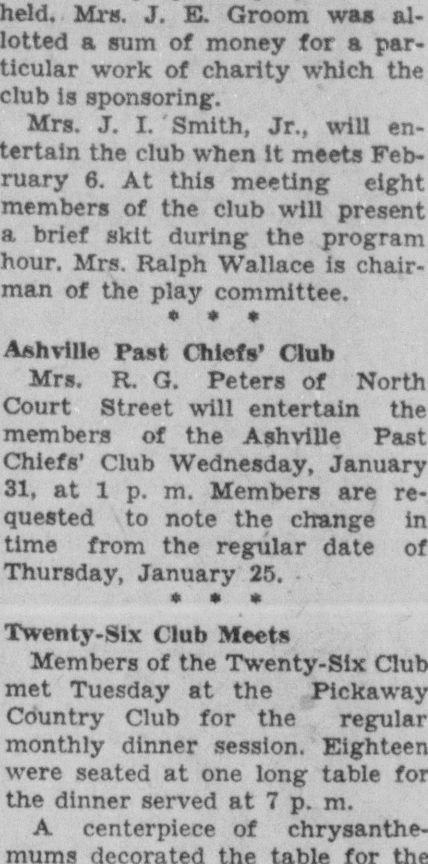 held. Mrs. J. E. Groom was al-
lotted a sum of money for a par-
ticular work of charity which the
club is sponsoring.
Mrs. J. I. Smith, Jr., will en-
tertain the club when it meets Feb-
ruary 6. At this meeting eight
members of the club will present
a brief skit during the program
hour. Mrs. Ralph Wallace is chair-
man of the play committee.
* * *
Ashville Past Chiefs' Club
Mrs. R. G. Peters of North
Court Street will entertain the
members of the Ashville Past
Chiefs' Club Wednesday, January
31, at 1 p. m. Members are re-
quested to note the change in
time from the regular date of
Thursday, January 25.
* * *
Twenty-Six Club Meets
Members of the Twenty-Six Club
met Tuesday at the Pickaway
Country Club for the regular
monthly dinner session. Eighteen
were seated at one long table for
the dinner served at 7 p. m.
A centerpiece of chrysanthe-
mums decorated the table for the